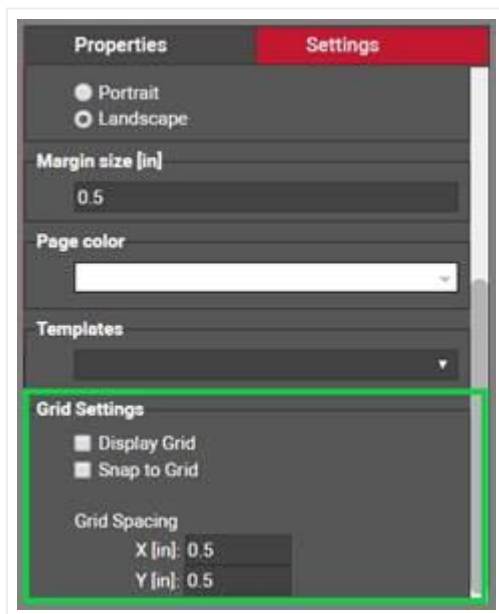 Properties Settings
Portrait
Landscape
Margin size [in]
0.5
Page color
Templates
Grid Settings
Display Grid
Snap to Grid
Grid Spacing
X [in]: 0.5
Y [in]: 0.5